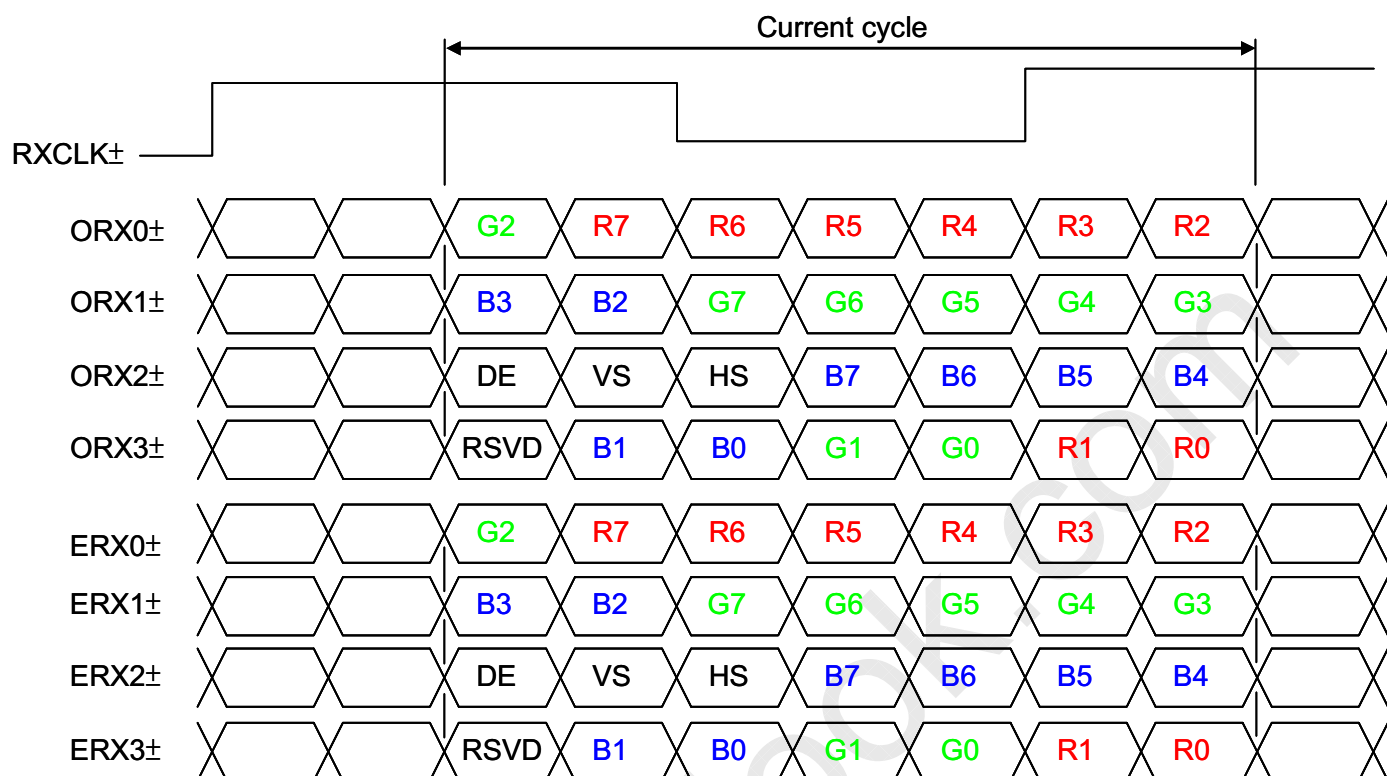 Current cycle
RXCLK±
ORX0± G2 R7 R6 R5 R4 R3 R2
ORX1± B3 B2 G7 G6 G5 G4 G3
ORX2± DE VS HS B7 B6 B5 B4
ORX3± RSVD B1 B0 G1 G0 R1 R0
ERX0± G2 R7 R6 R5 R4 R3 R2
ERX1± B3 B2 G7 G6 G5 G4 G3
ERX2± DE VS HS B7 B6 B5 B4
ERX3± RSVD B1 B0 G1 G0 R1 R0
ook.com